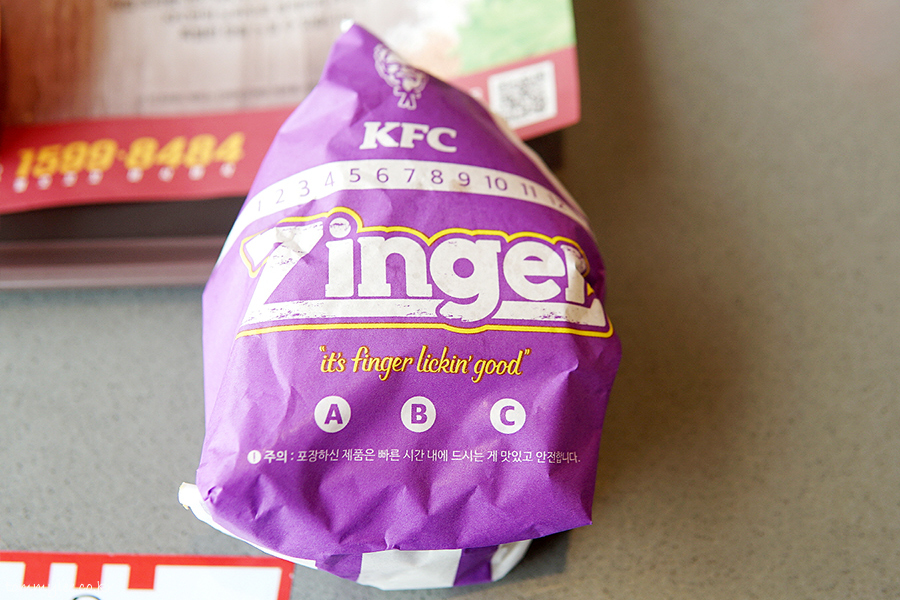 1599-8484
KFC
1 2 3 4 5 6 7 8 9 10 11
Zinger
"it's finger lickin' good"
A B C
! 주의 : 포장하신 제품은 빠른 시간 내에 드시는 게 맛있고 안전합니다.